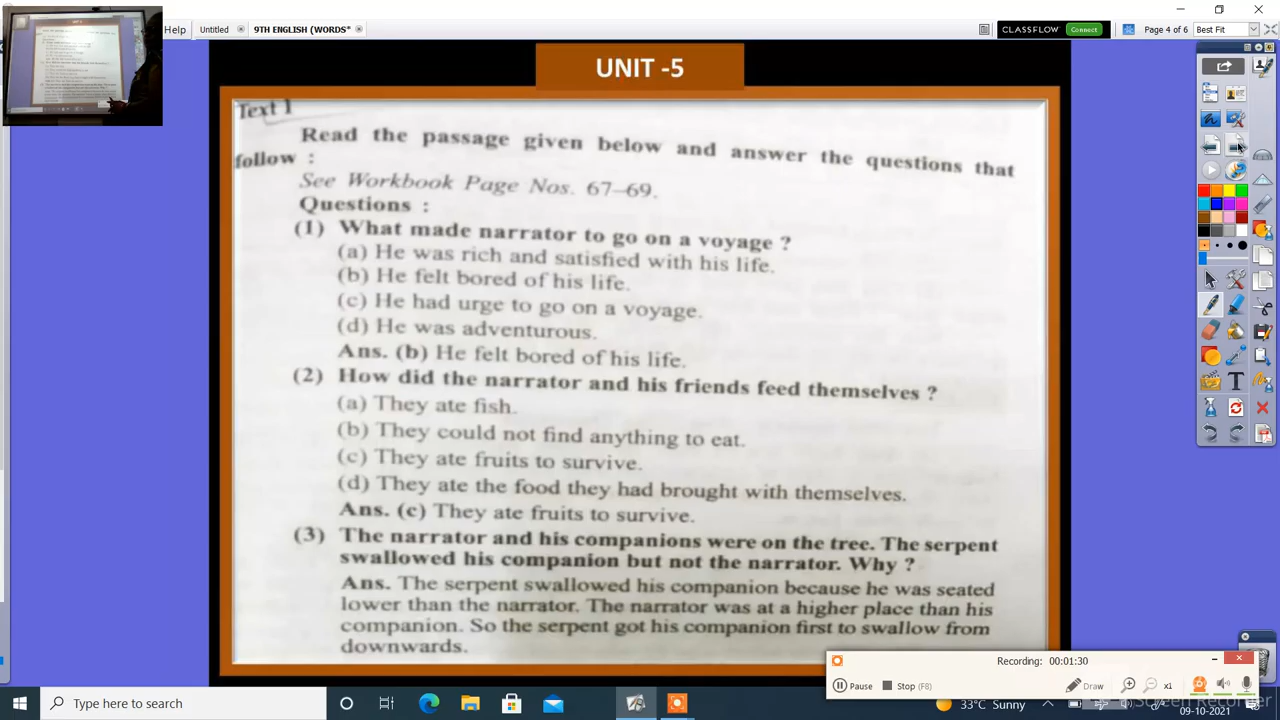 Help
Untitled
9TH ENGLISH (WORDS*
CLASSFLOW
Connect
Page 4 of 6
Best Fit
UNIT -5
Text 1
Read the passage given below and answer the questions that
follow :
See Workbook Page Nos. 67–69.
Questions :
(1) What made narrator to go on a voyage ?
(a) He was rich and satisfied with his life.
(b) He felt bored of his life.
(c) He had urge to go on a voyage.
(d) He was adventurous.
Ans. (b) He felt bored of his life.
(2) How did the narrator and his friends feed themselves ?
(a) They ate fish.
(b) They could not find anything to eat.
(c) They ate fruits to survive.
(d) They ate the food they had brought with themselves.
Ans. (c) They ate fruits to survive.
(3) The narrator and his companions were on the tree. The serpent
swallowed his companion but not the narrator. Why ?
Ans. The serpent swallowed his companion because he was seated
lower than the narrator. The narrator was at a higher place than his
companion. So the serpent got his companion first to swallow from
downwards.
Recording: 00:01:30
Pause
Stop (F8)
Draw
x1
Type here to search
33°C Sunny
09-10-2021